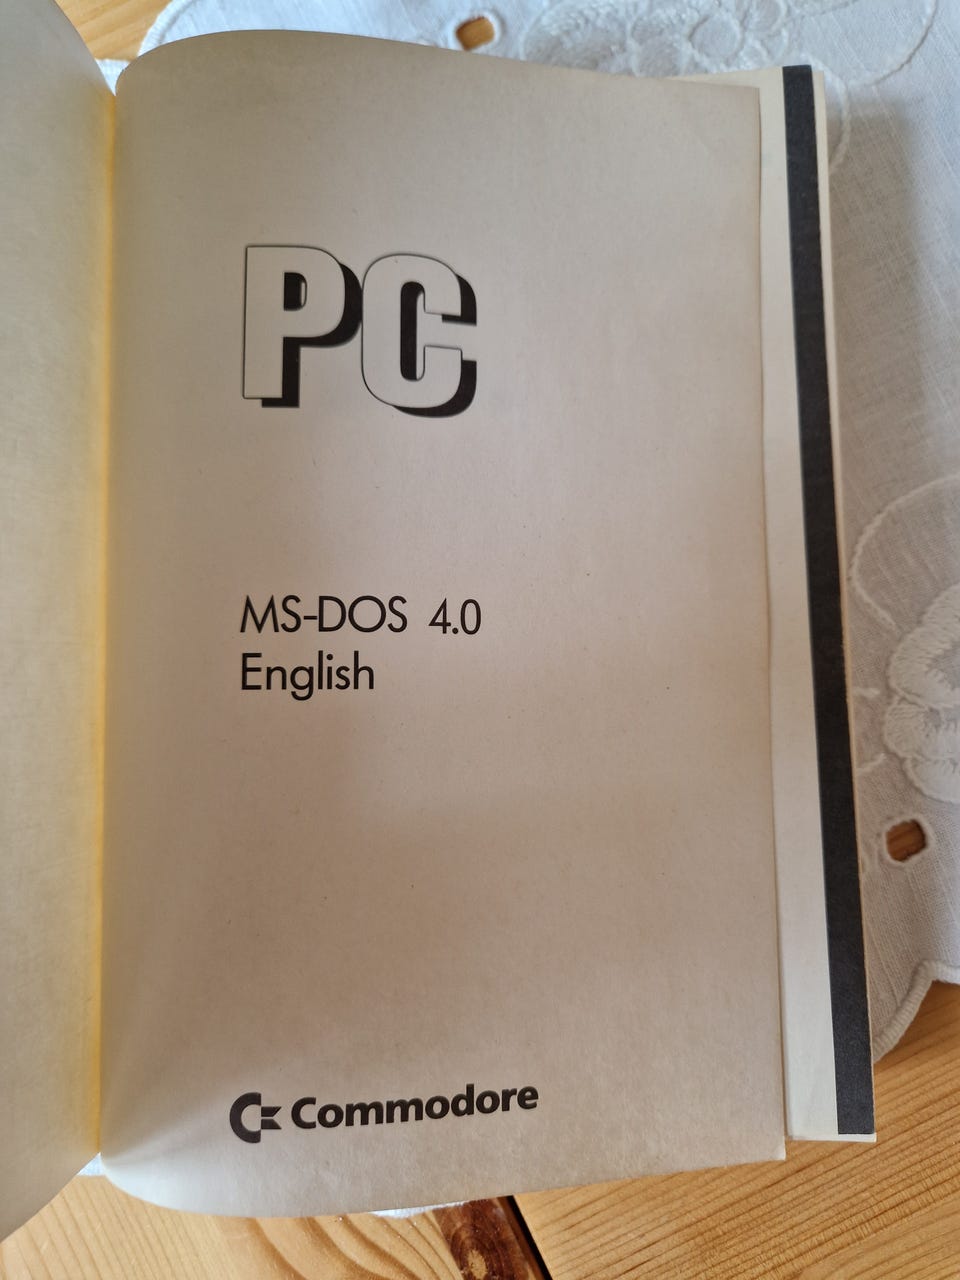 PC
MS-DOS 4.0
English
Commodore